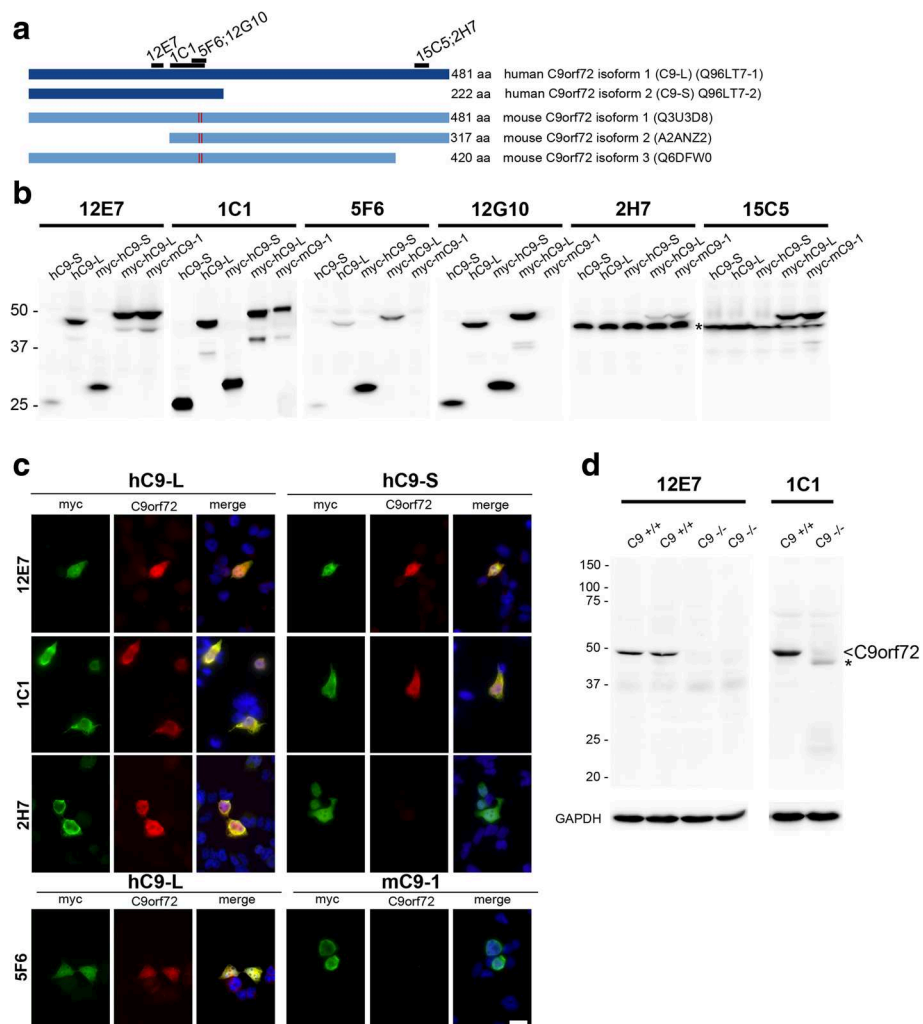 a
12E7
1C1
5F6;12G10
15C5;2H7
481 aa human C9orf72 isoform 1 (C9-L) (Q96LT7-1)
222 aa human C9orf72 isoform 2 (C9-S) Q96LT7-2)
481 aa mouse C9orf72 isoform 1 (Q3U3D8)
317 aa mouse C9orf72 isoform 2 (A2ANZ2)
420 aa mouse C9orf72 isoform 3 (Q6DFW0
b
12E7 1C1 5F6 12G10 2H7 15C5
hC9-S hC9-L myc-hC9-S myc-hC9-L myc-mC9-1
hC9-S hC9-L myc-hC9-S myc-hC9-L myc-mC9-1
hC9-S hC9-L myc-hC9-S myc-hC9-L myc-mC9-1
hC9-S hC9-L myc-hC9-S myc-hC9-L myc-mC9-1
hC9-S hC9-L myc-hC9-S myc-hC9-L myc-mC9-1
hC9-S hC9-L myc-hC9-S myc-hC9-L myc-mC9-1
50 -
*
37 -
25 -
c
hC9-L hC9-S
myc C9orf72 merge myc C9orf72 merge
12E7
1C1
2H7
hC9-L mC9-1
myc C9orf72 merge myc C9orf72 merge
5F6
d
12E7 1C1
C9 +/+ C9 +/+ C9 -/- C9 -/- C9 +/+ C9 -/-
150 -
100 -
75 -
50 -
<C9orf72
*
37 -
25 -
20 -
GAPDH